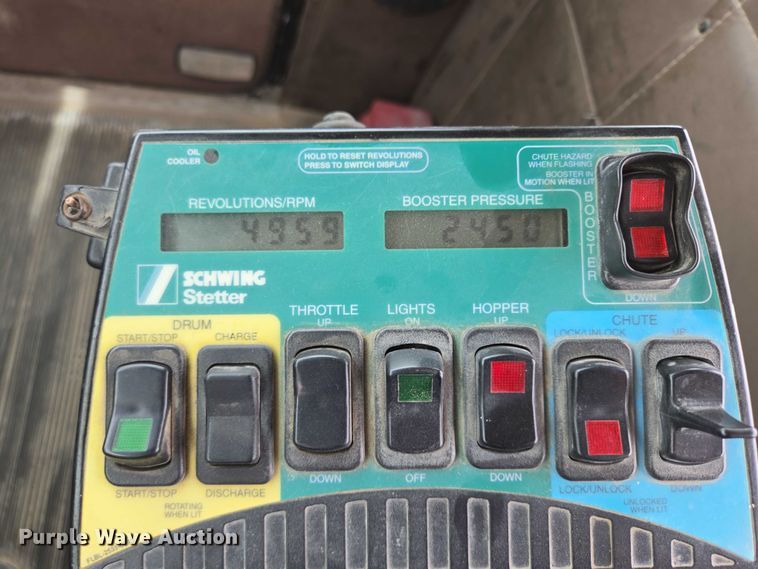 OIL
COOLER
HOLD TO RESET REVOLUTIONS
PRESS TO SWITCH DISPLAY
CHUTE HAZARD
WHEN FLASHING
BOOSTER IN
MOTION WHEN LIT
UP
REVOLUTIONS/RPM
BOOSTER PRESSURE
4959
2450
BOOSTER
DOWN
SCHWING
Stetter
DRUM
THROTTLE
LIGHTS
HOPPER
CHUTE
START/STOP
CHARGE
UP
ON
UP
LOCK/UNLOCK
UP
START/STOP
DISCHARGE
DOWN
OFF
DOWN
LOCK/UNLOCK
DOWN
ROTATING
WHEN LIT
UNLOCKED
WHEN LIT
Purple Wave Auction